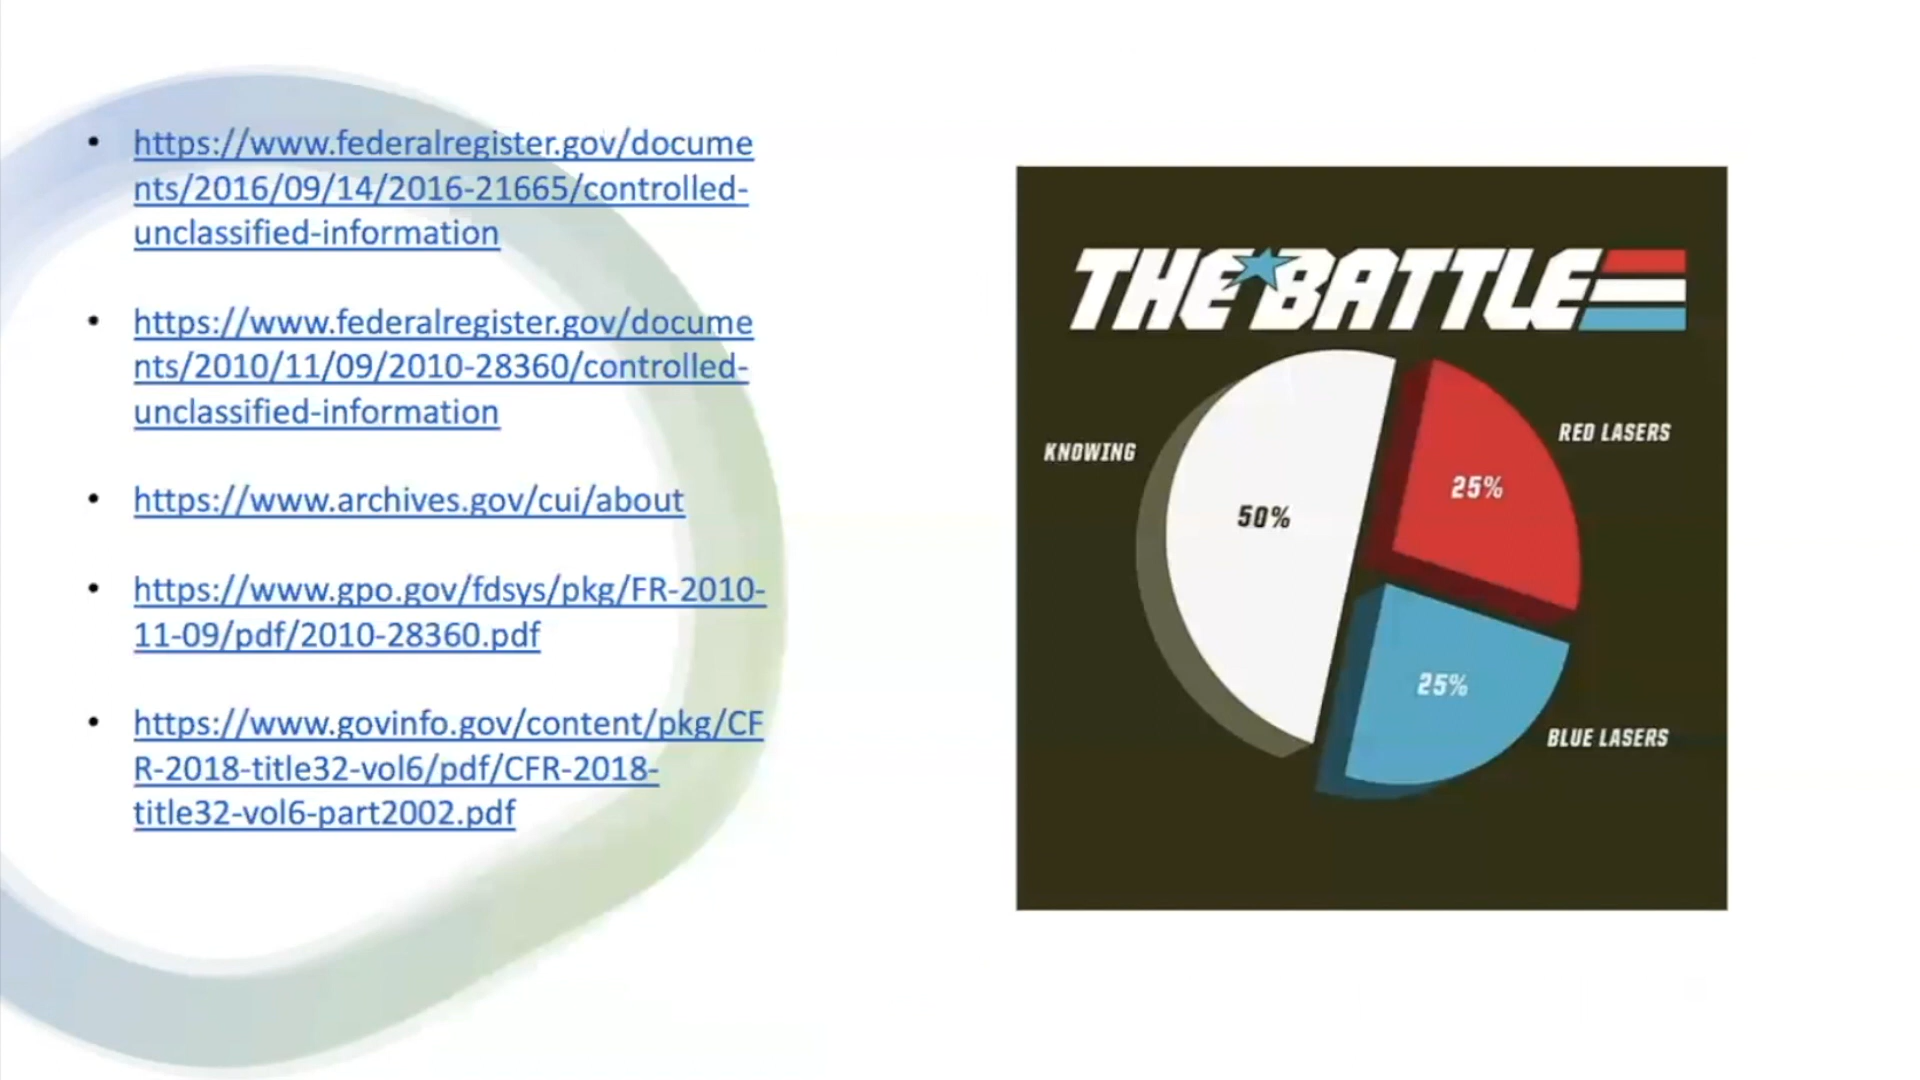 • https://www.federalregister.gov/docume
nts/2016/09/14/2016-21665/controlled-
unclassified-information
• https://www.federalregister.gov/docume
nts/2010/11/09/2010-28360/controlled-
unclassified-information
• https://www.archives.gov/cui/about
• https://www.gpo.gov/fdsys/pkg/FR-2010-
11-09/pdf/2010-28360.pdf
• https://www.govinfo.gov/content/pkg/CF
R-2018-title32-vol6/pdf/CFR-2018-
title32-vol6-part2002.pdf
THE BATTLE
KNOWING
50%
RED LASERS
25%
25%
BLUE LASERS